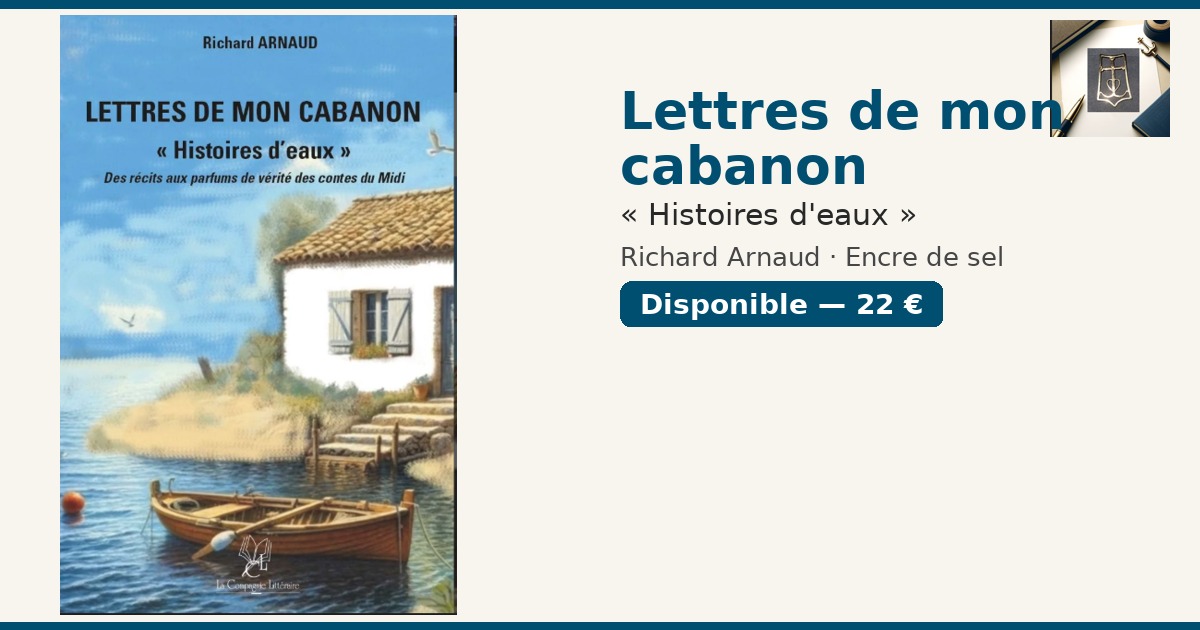 Richard ARNAUD
LETTRES DE MON CABANON
« Histoires d’eaux »
Des récits aux parfums de vérité des contes du Midi
La Compagnie Littéraire
Lettres de mon
cabanon
« Histoires d'eaux »
Richard Arnaud · Encre de sel
Disponible — 22 €